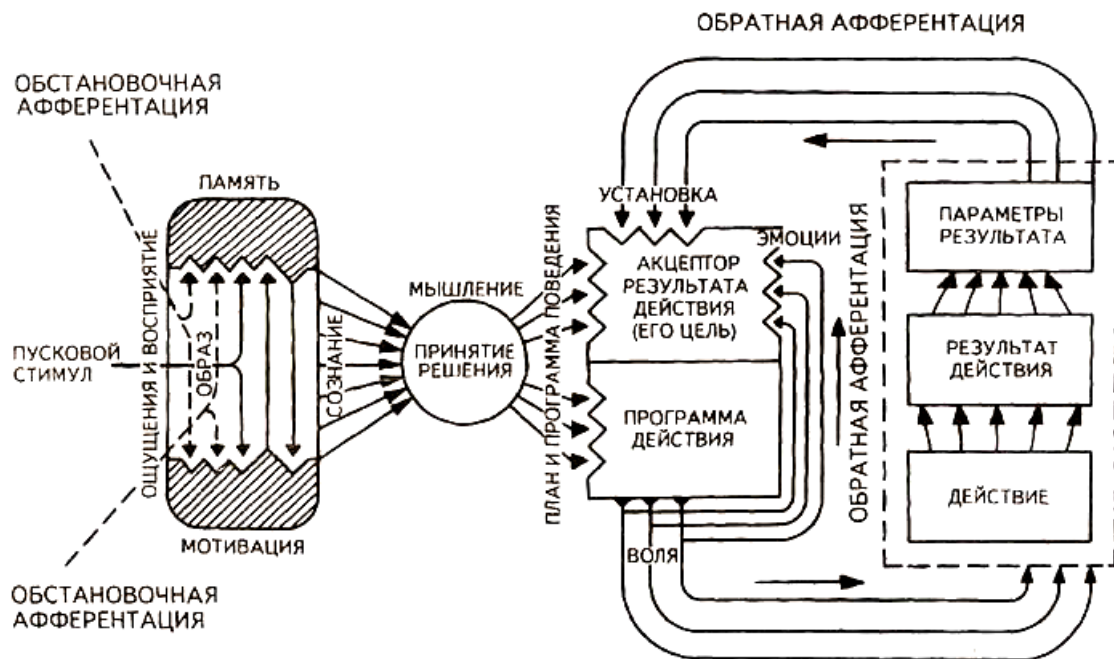 ОБРАТНАЯ АФФЕРЕНТАЦИЯ
ОБСТАНОВОЧНАЯ
АФФЕРЕНТАЦИЯ
ПАМЯТЬ
ОЩУЩЕНИЯ И ВОСПРИЯТИЕ
ПУСКОВОЙ
СТИМУЛ
ОБРАЗ
СОЗНАНИЕ
МОТИВАЦИЯ
ОБСТАНОВОЧНАЯ
АФФЕРЕНТАЦИЯ
МЫШЛЕНИЕ
ПРИНЯТИЕ
РЕШЕНИЯ
ПЛАН И ПРОГРАММА ПОВЕДЕНИЯ
УСТАНОВКА
ЭМОЦИИ
АКЦЕПТОР
РЕЗУЛЬТАТА
ДЕЙСТВИЯ
(ЕГО ЦЕЛЬ)
ПРОГРАММА
ДЕЙСТВИЯ
ВОЛЯ
ОБРАТНАЯ АФФЕРЕНТАЦИЯ
ПАРАМЕТРЫ
РЕЗУЛЬТАТА
РЕЗУЛЬТАТ
ДЕЙСТВИЯ
ДЕЙСТВИЕ